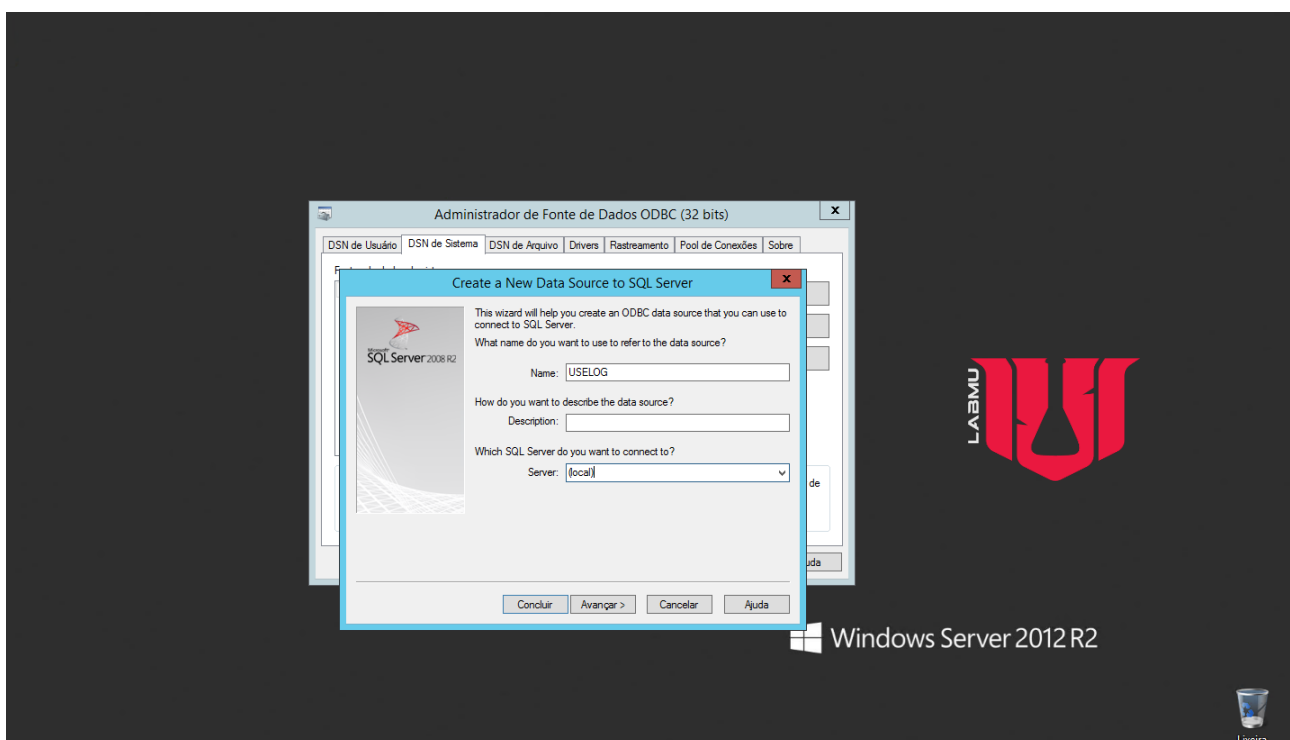 Administrador de Fonte de Dados ODBC (32 bits)
x
DSN de Usuário DSN de Sistema DSN de Arquivo Drivers Rastreamento Pool de Conexões Sobre
Create a New Data Source to SQL Server
x
This wizard will help you create an ODBC data source that you can use to
connect to SQL Server.
What name do you want to use to refer to the data source?
Microsoft
SQL Server 2008 R2
Name: USELOG
How do you want to describe the data source?
Description:
Which SQL Server do you want to connect to?
Server: (local)
de
uda
Concluir Avançar > Cancelar Ajuda
LABMU
Windows Server 2012 R2
Lixeira